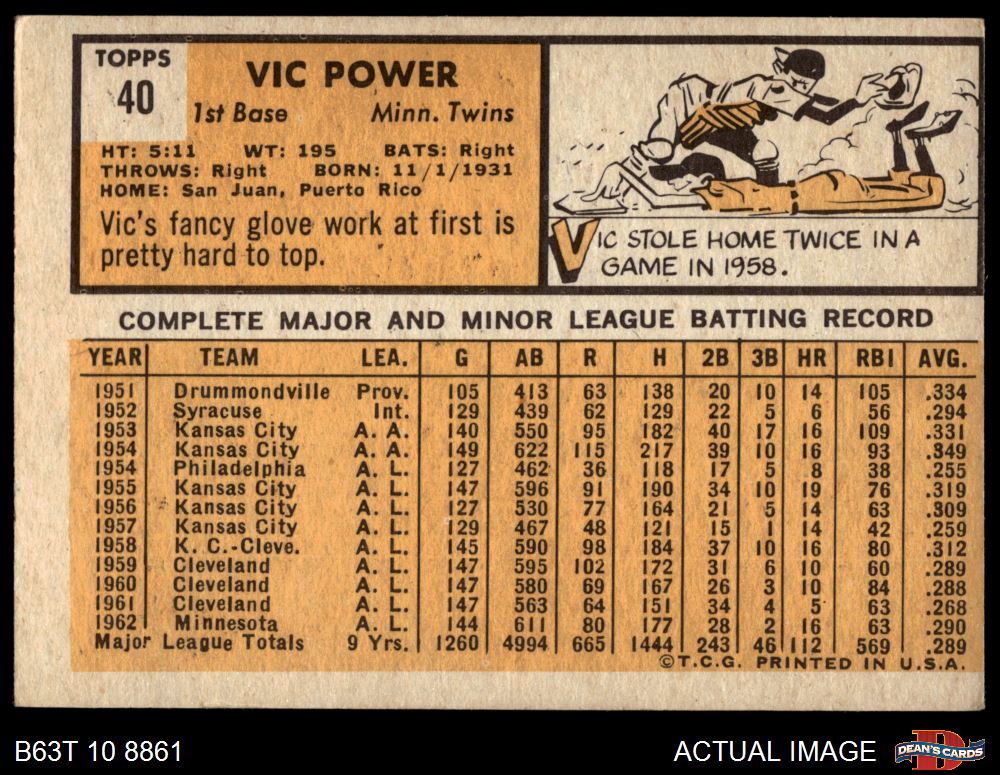 TOPPS
40
VIC POWER
1st Base Minn. Twins
HT: 5:11 WT: 195 BATS: Right
THROWS: Right BORN: 11/1/1931
HOME: San Juan, Puerto Rico
Vic's fancy glove work at first is
pretty hard to top.
VIC STOLE HOME TWICE IN A
GAME IN 1958.
COMPLETE MAJOR AND MINOR LEAGUE BATTING RECORD
YEAR TEAM LEA. G AB R H 2B 3B HR RBI AVG.
1951 Drummondville Prov. 105 413 63 138 20 10 14 105 .334
1952 Syracuse Int. 129 439 62 129 22 5 6 56 .294
1953 Kansas City A. A. 140 550 95 182 40 17 16 109 .331
1954 Kansas City A. A. 149 622 115 217 39 10 16 93 .349
1954 Philadelphia A. L. 127 462 36 118 17 5 8 38 .255
1955 Kansas City A. L. 147 596 91 190 34 10 19 76 .319
1956 Kansas City A. L. 127 530 77 164 21 5 14 63 .309
1957 Kansas City A. L. 129 467 48 121 15 1 14 42 .259
1958 K. C.-Cleve. A. L. 145 590 98 184 37 10 16 80 .312
1959 Cleveland A. L. 147 595 102 172 31 6 10 60 .289
1960 Cleveland A. L. 147 580 69 167 26 3 10 84 .288
1961 Cleveland A. L. 147 563 64 151 34 4 5 63 .268
1962 Minnesota A. L. 144 611 80 177 28 2 16 63 .290
Major League Totals 9 Yrs. 1260 4994 665 1444 243 46 112 569 .289
©T.C.G. PRINTED IN U.S.A.
B63T 10 8861
ACTUAL IMAGE
DEAN'S CARDS